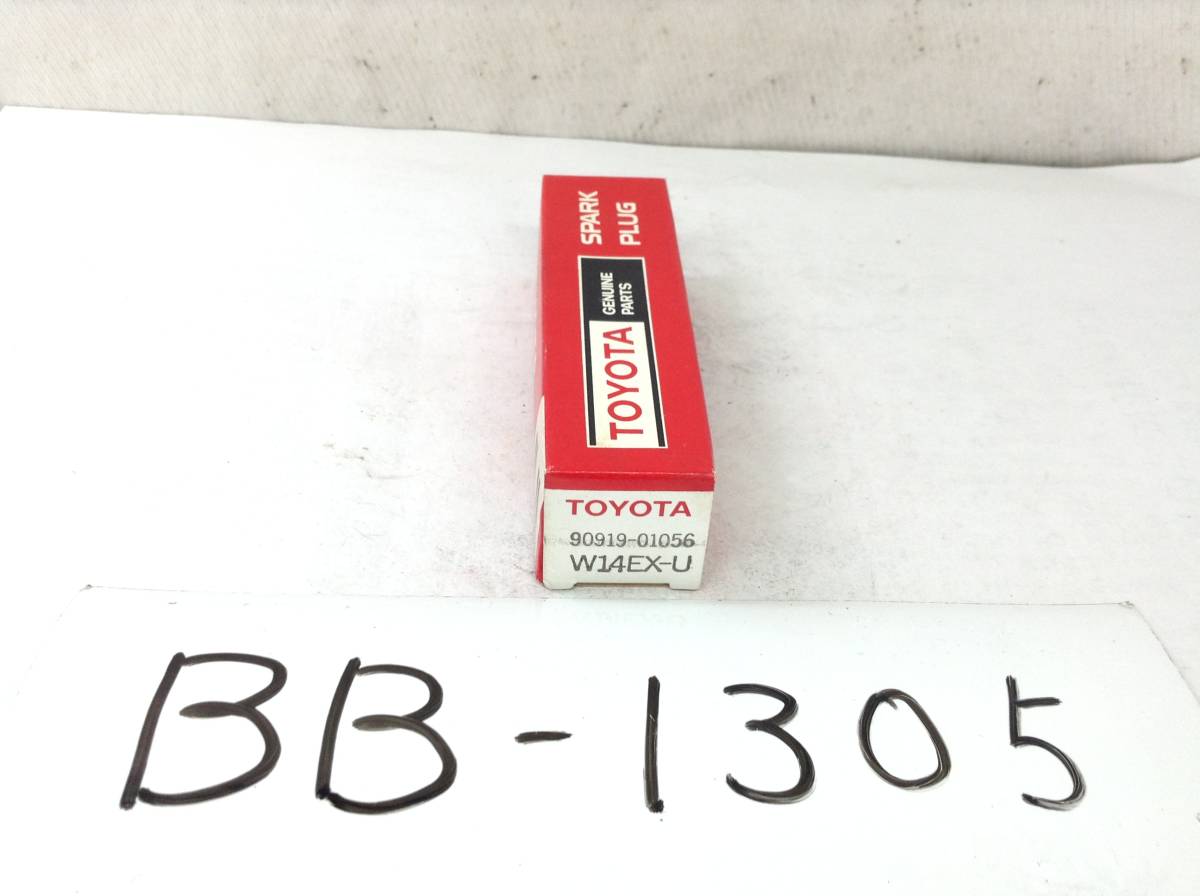 SPARK
PLUG
TOYOTA
GENUINE
PARTS
TOYOTA
90919-01056
W14EX-U
BB-1305